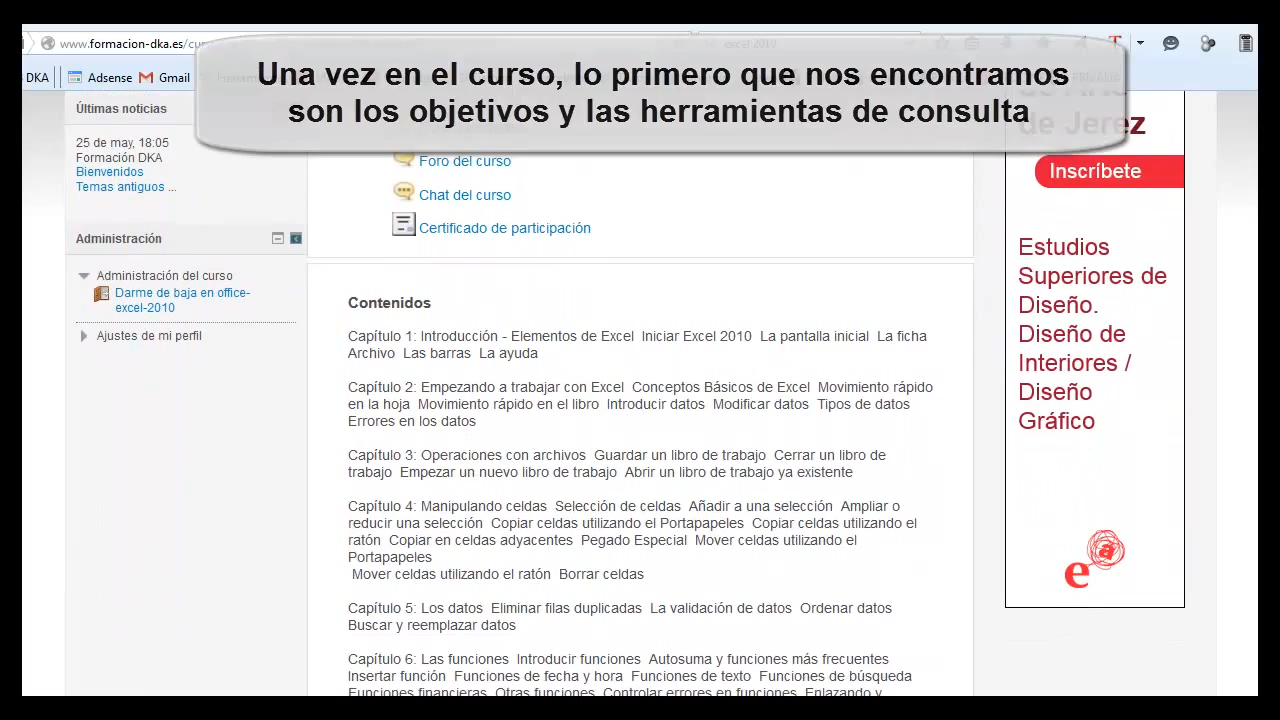 www.formacion-dka.es/cu
Una vez en el curso, lo primero que nos encontramos
son los objetivos y las herramientas de consulta
DKA
Adsense
Gmail
Últimas noticias
25 de may, 18:05
Formación DKA
Bienvenidos
Temas antiguos ...
Administración
Administración del curso
Darme de baja en office-
excel-2010
Ajustes de mi perfil
Foro del curso
Chat del curso
Certificado de participación
Contenidos
Capítulo 1: Introducción - Elementos de Excel Iniciar Excel 2010 La pantalla inicial La ficha
Archivo Las barras La ayuda
Capítulo 2: Empezando a trabajar con Excel Conceptos Básicos de Excel Movimiento rápido
en la hoja Movimiento rápido en el libro Introducir datos Modificar datos Tipos de datos
Errores en los datos
Capítulo 3: Operaciones con archivos Guardar un libro de trabajo Cerrar un libro de
trabajo Empezar un nuevo libro de trabajo Abrir un libro de trabajo ya existente
Capítulo 4: Manipulando celdas Selección de celdas Añadir a una selección Ampliar o
reducir una selección Copiar celdas utilizando el Portapapeles Copiar celdas utilizando el
ratón Copiar en celdas adyacentes Pegado Especial Mover celdas utilizando el
Portapapeles
Mover celdas utilizando el ratón Borrar celdas
Capítulo 5: Los datos Eliminar filas duplicadas La validación de datos Ordenar datos
Buscar y reemplazar datos
Capítulo 6: Las funciones Introducir funciones Autosuma y funciones más frecuentes
Insertar función Funciones de fecha y hora Funciones de texto Funciones de búsqueda
Funciones financieras Otras funciones Controlar errores en funciones Enlazando y
de Jerez
Inscríbete
Estudios
Superiores de
Diseño.
Diseño de
Interiores /
Diseño
Gráfico
ea